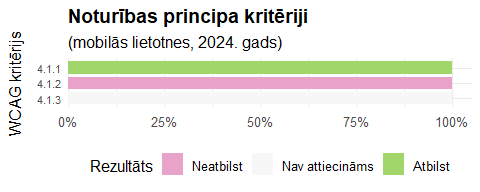 Noturības principa kritēriji
(mobilās lietotnes, 2024. gads)
WCAG kritērijs
4.1.1
4.1.2
4.1.3
0% 25% 50% 75% 100%
Rezultāts Neatbilst Nav attiecināms Atbilst